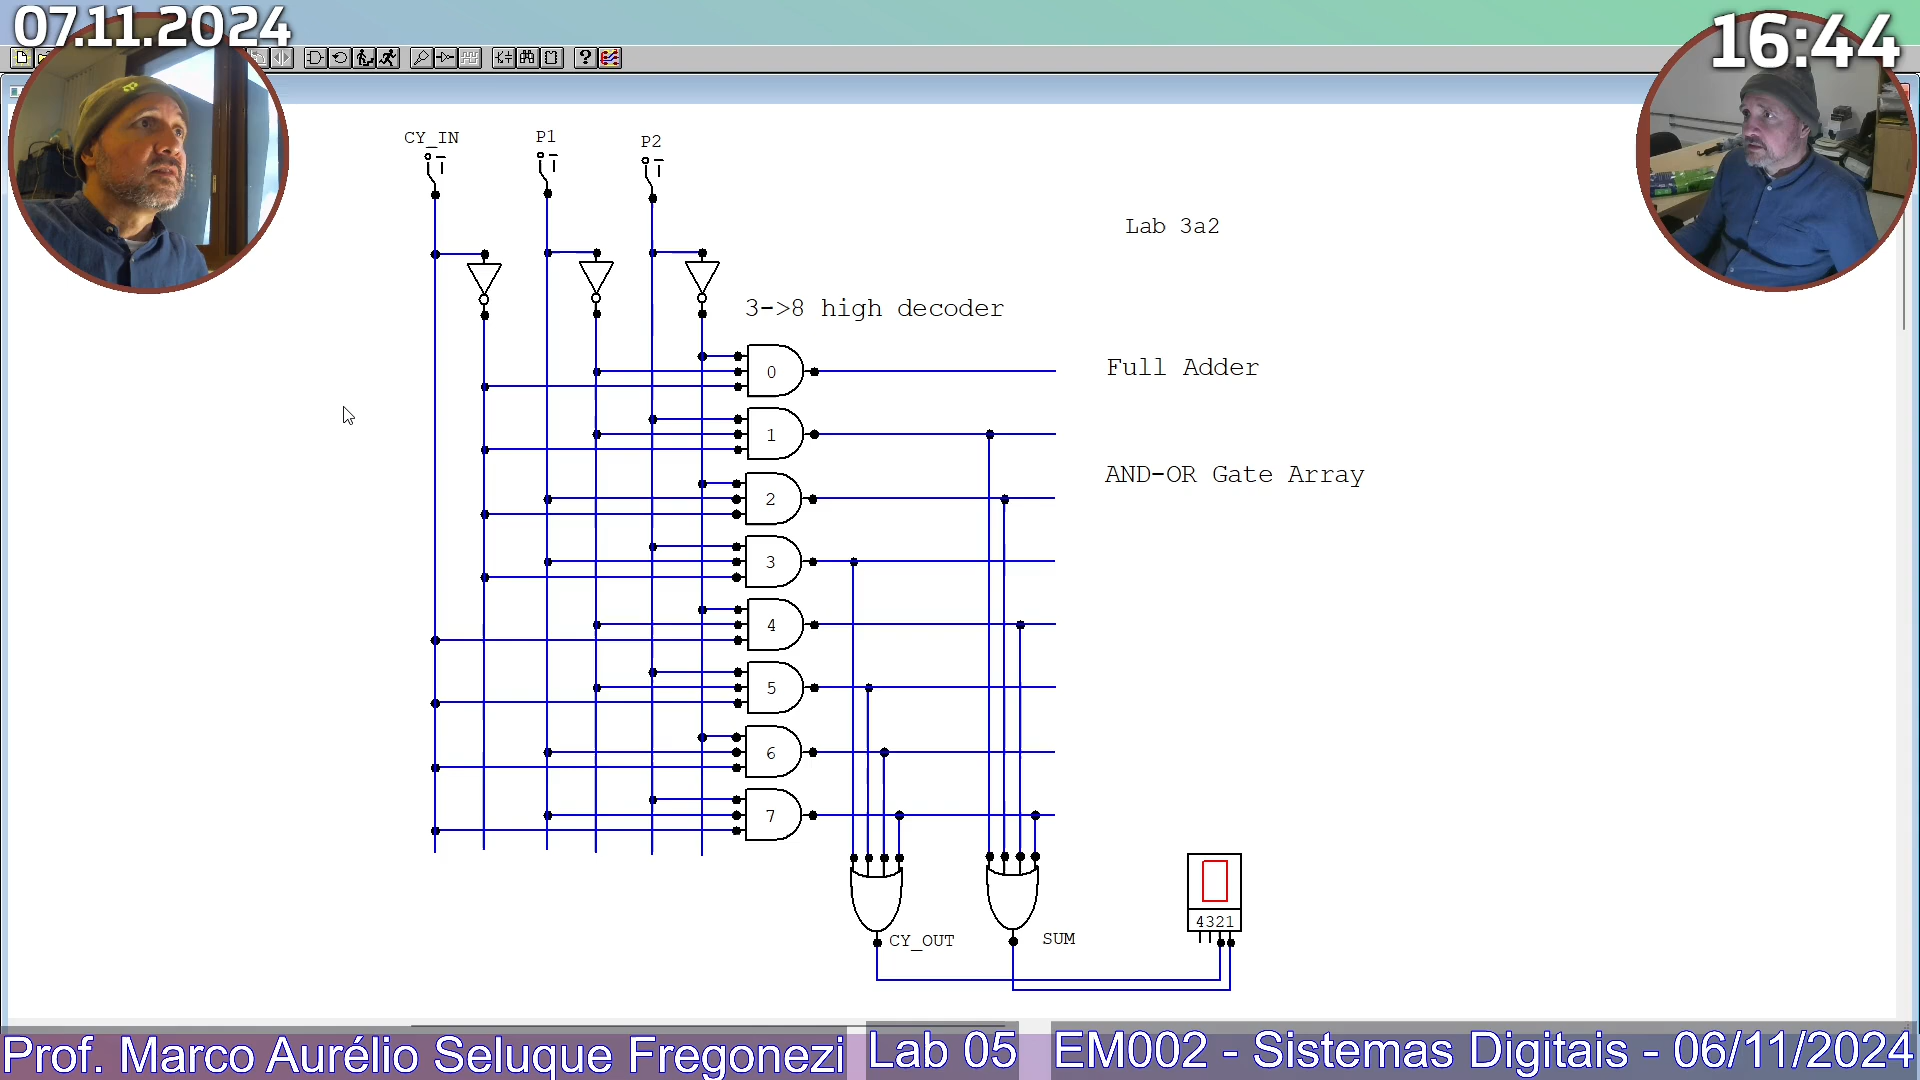 07.11.2024
16:44
CY_IN
P1
P2
Lab 3a2
3->8 high decoder
0
Full Adder
1
AND-OR Gate Array
2
3
4
5
6
7
4321
CY_OUT
SUM
Prof. Marco Aurélio Seluque Fregonezi
Lab 05
EM002 - Sistemas Digitais - 06/11/2024